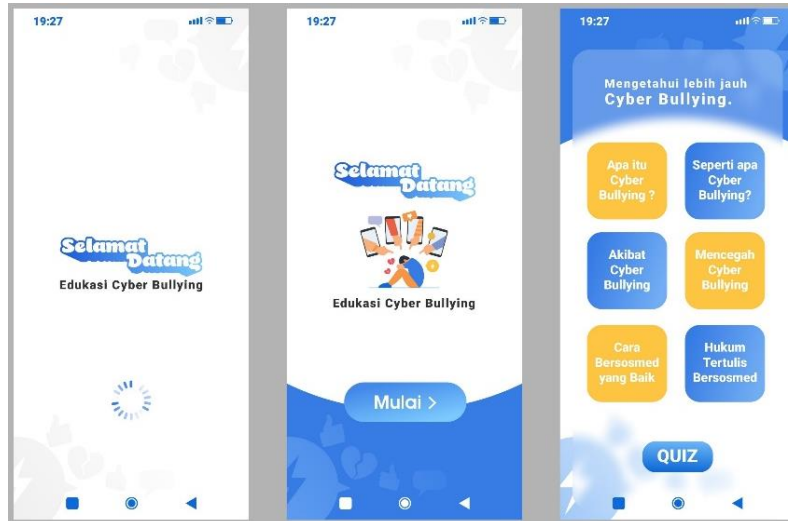 19:27
Selamat
Datang
Edukasi Cyber Bullying
19:27
Selamat
Datang
Edukasi Cyber Bullying
Mulai >
19:27
Mengetahui lebih jauh
Cyber Bullying.
Apa itu
Cyber
Bullying ?
Seperti apa
Cyber
Bullying?
Akibat
Cyber
Bullying
Mencegah
Cyber
Bullying
Cara
Bersosmed
yang Baik
Hukum
Tertulis
Bersosmed
QUIZ